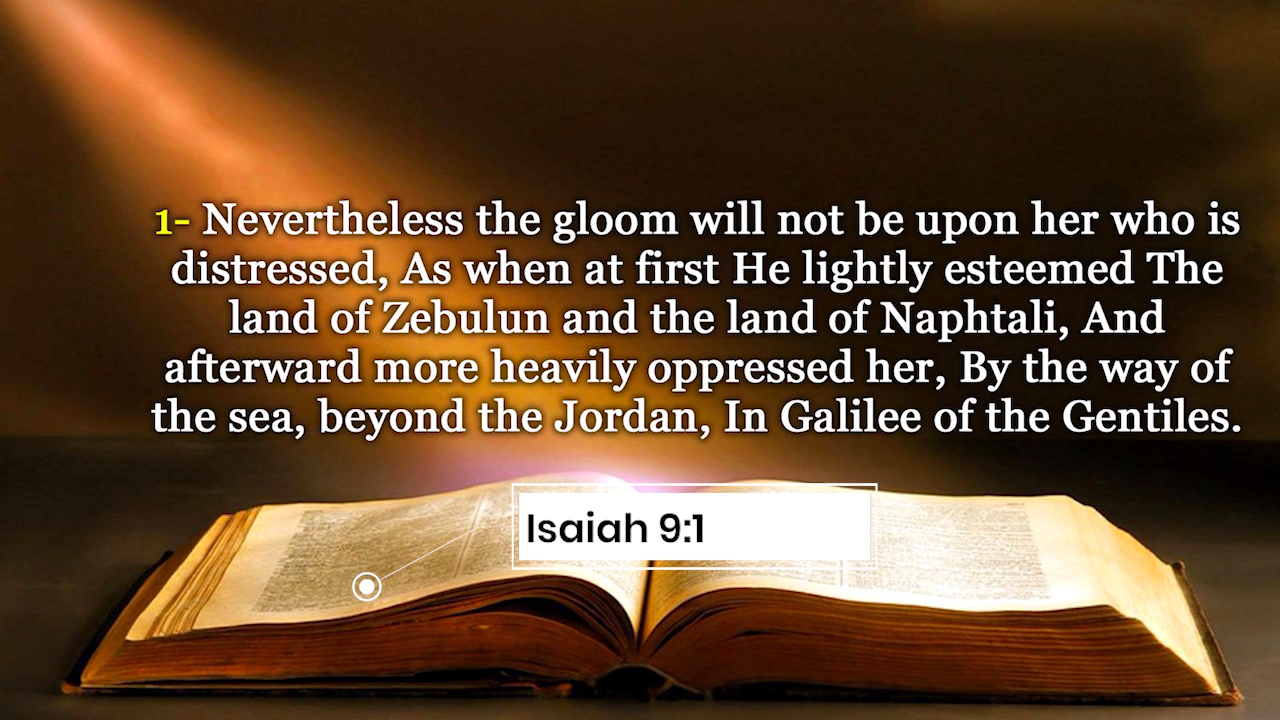 1- Nevertheless the gloom will not be upon her who is
distressed, As when at first He lightly esteemed The
land of Zebulun and the land of Naphtali, And
afterward more heavily oppressed her, By the way of
the sea, beyond the Jordan, In Galilee of the Gentiles.
Isaiah 9:1